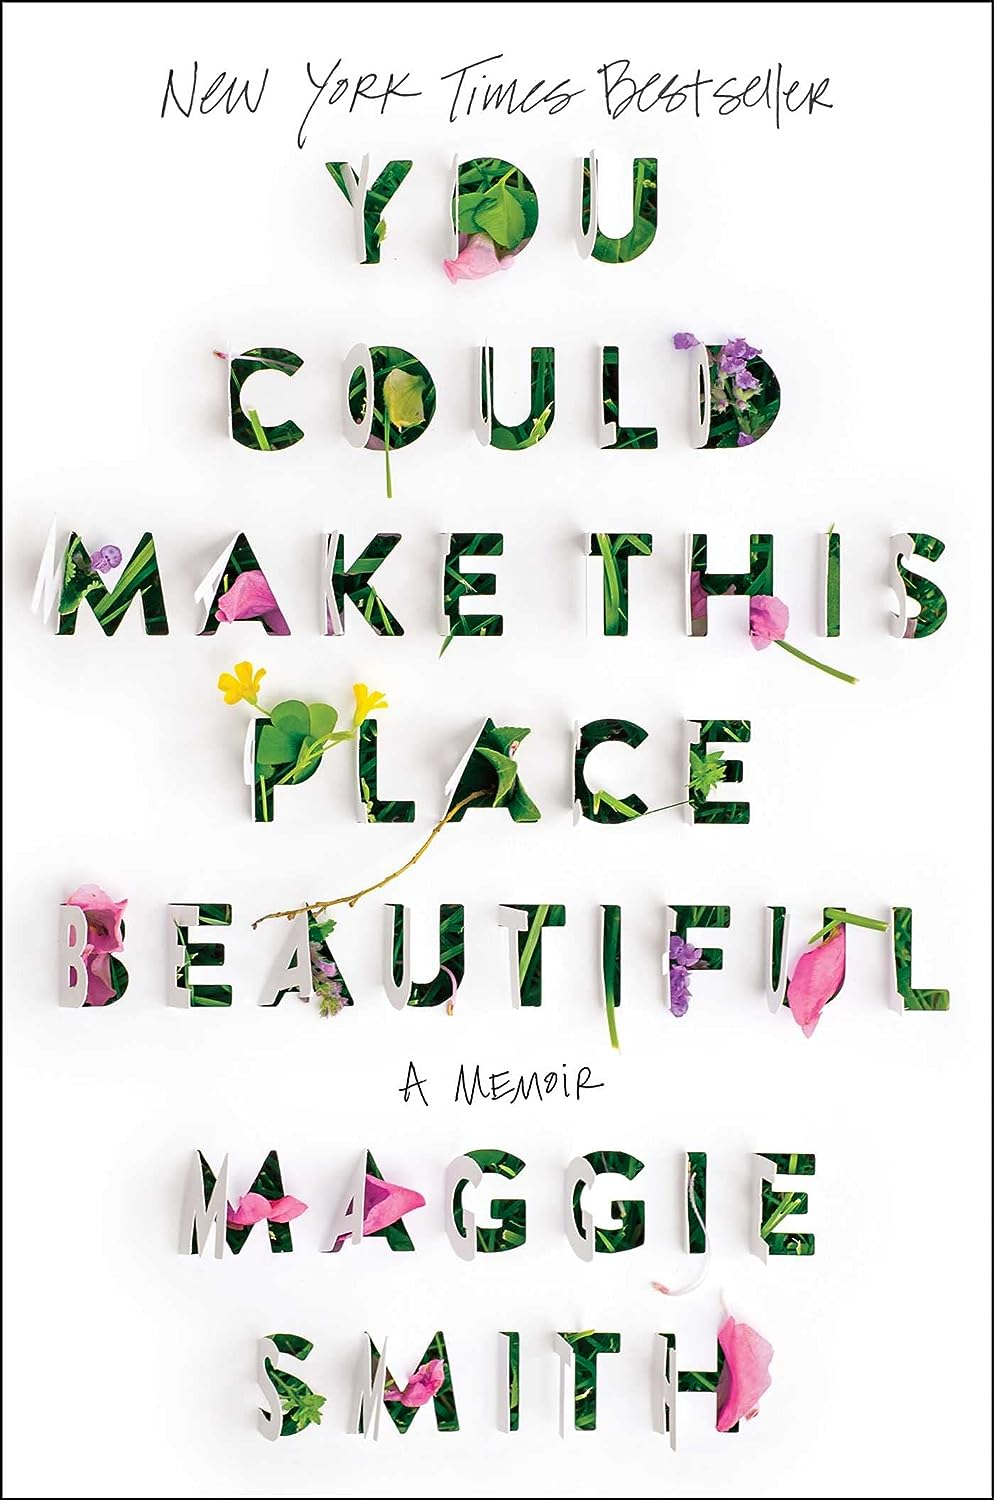 New York Times Bestseller
YOU
COULD
MAKE THIS
PLACE
BEAUTIFUL
A MEMOIR
MAGGIE
SMITH